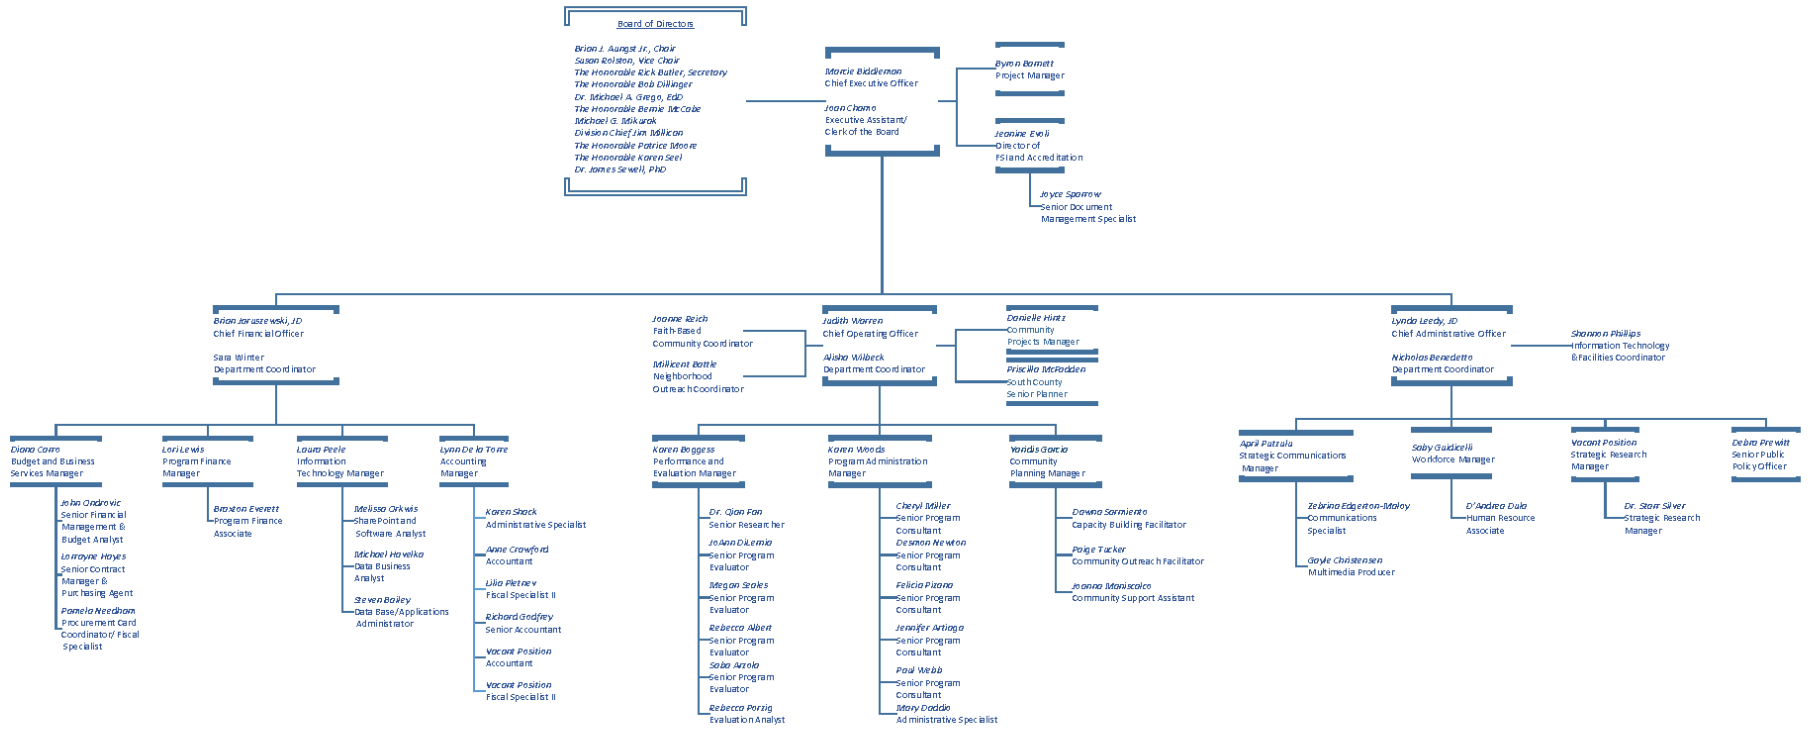 Board of Directors
Brian J. Aungst Jr., Chair
Susan Rolston, Vice Chair
The Honorable Rick Butler, Secretary
The Honorable Bob Dillinger
Dr. Michael A. Grego, EdD
The Honorable Bernie McCabe
Michael G. Mikurak
Division Chief Jim Millican
The Honorable Patrice Moore
The Honorable Karen Seel
Dr. James Sewell, PhD
Marcie Biddleman
Chief Executive Officer
Joan Chamo
Executive Assistant/
Clerk of the Board
Byron Barnett
Project Manager
Jeanine Evoli
Director of
FSI and Accreditation
Joyce Sparrow
Senior Document
Management Specialist
Brian Jaruszewski, JD
Chief Financial Officer
Sara Winter
Department Coordinator
Joanne Reich
Faith-Based
Community Coordinator
Millicent Battle
Neighborhood
Outreach Coordinator
Judith Warren
Chief Operating Officer
Alisha Wilbeck
Department Coordinator
Danielle Hintz
Community
Projects Manager
Priscilla McFadden
South County
Senior Planner
Lynda Leedy, JD
Chief Administrative Officer
Nicholas Benedetto
Department Coordinator
Shannon Phillips
Information Technology
& Facilities Coordinator
Diana Carro
Budget and Business
Services Manager
John Ondrovic
Senior Financial
Management &
Budget Analyst
Lorrayne Hayes
Senior Contract
Manager &
Purchasing Agent
Pamela Needham
Procurement Card
Coordinator/ Fiscal
Specialist
Lori Lewis
Program Finance
Manager
Braxton Everett
Program Finance
Associate
Laura Peele
Information
Technology Manager
Melissa Orkwis
SharePoint and
Software Analyst
Michael Havelka
Data Business
Analyst
Steven Bailey
Data Base/Applications
Administrator
Lynn De la Torre
Accounting
Manager
Karen Shack
Administrative Specialist
Anne Crawford
Accountant
Lilia Pletnev
Fiscal Specialist II
Richard Godfrey
Senior Accountant
Vacant Position
Accountant
Vacant Position
Fiscal Specialist II
Karen Boggess
Performance and
Evaluation Manager
Dr. Qian Fan
Senior Researcher
JoAnn DiLernia
Senior Program
Evaluator
Megan Scales
Senior Program
Evaluator
Rebecca Albert
Senior Program
Evaluator
Saba Arzola
Senior Program
Evaluator
Rebecca Porzig
Evaluation Analyst
Karen Woods
Program Administration
Manager
Cheryl Miller
Senior Program
Consultant
Desmon Newton
Senior Program
Consultant
Felicia Pizana
Senior Program
Consultant
Jennifer Artiaga
Senior Program
Consultant
Paul Webb
Senior Program
Consultant
Mary Daddio
Administrative Specialist
Yaridis Garcia
Community
Planning Manager
Dawna Sarmiento
Capacity Building Facilitator
Paige Tucker
Community Outreach Facilitator
Joanna Maniscalco
Community Support Assistant
April Putzulu
Strategic Communications
Manager
Zebrina Edgerton-Maloy
Communications
Specialist
Gayle Christensen
Multimedia Producer
Saby Guidicelli
Workforce Manager
D'Andrea Dula
Human Resource
Associate
Vacant Position
Strategic Research
Manager
Dr. Starr Silver
Strategic Research
Manager
Debra Prewitt
Senior Public
Policy Officer